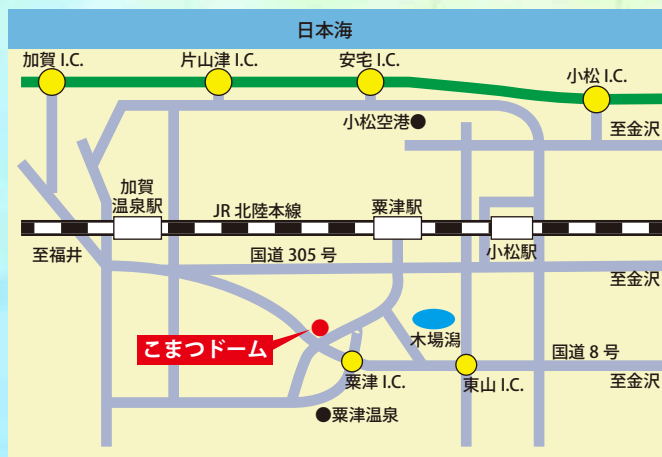 日本海
加賀 I.C.
片山津 I.C.
安宅 I.C.
小松 I.C.
小松空港
至金沢
加賀
温泉駅
JR 北陸本線
粟津駅
小松駅
至福井
国道 305 号
至金沢
こまつドーム
木場潟
国道 8 号
粟津 I.C.
東山 I.C.
至金沢
粟津温泉